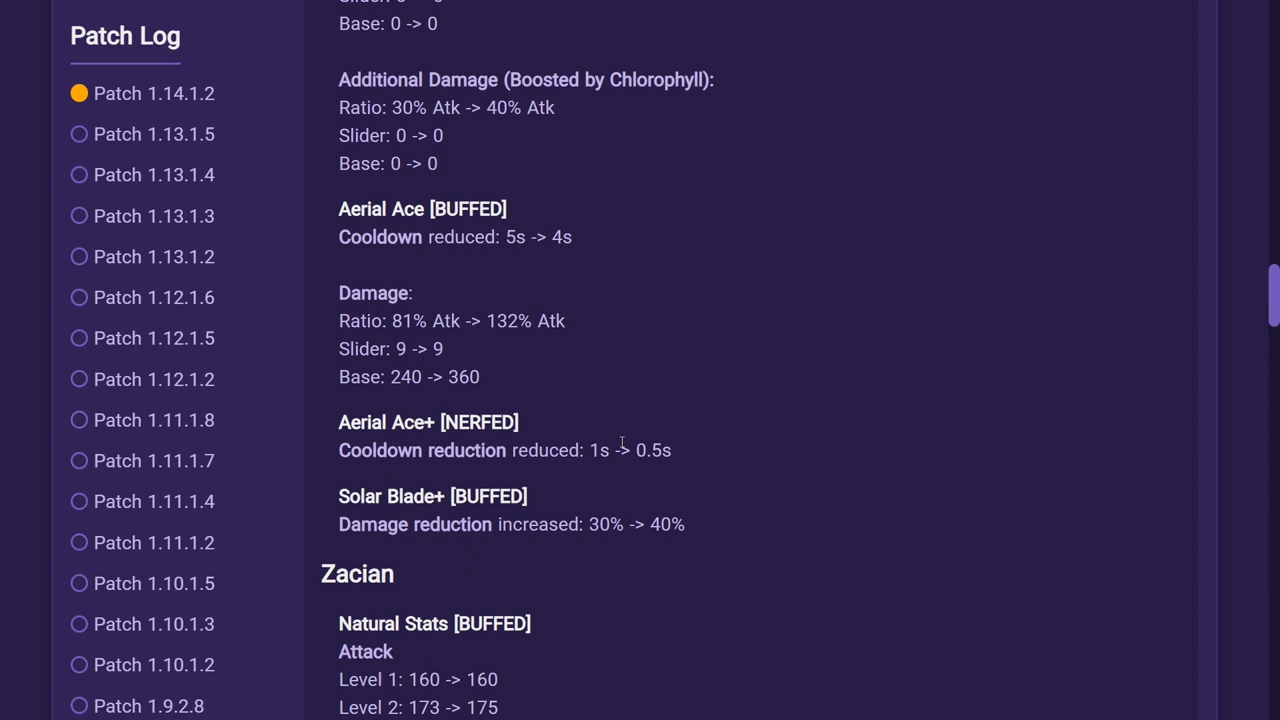 Patch Log
Patch 1.14.1.2
Patch 1.13.1.5
Patch 1.13.1.4
Patch 1.13.1.3
Patch 1.13.1.2
Patch 1.12.1.6
Patch 1.12.1.5
Patch 1.12.1.2
Patch 1.11.1.8
Patch 1.11.1.7
Patch 1.11.1.4
Patch 1.11.1.2
Patch 1.10.1.5
Patch 1.10.1.3
Patch 1.10.1.2
Patch 1.9.2.8
Slider: 0 -> 0
Base: 0 -> 0
Additional Damage (Boosted by Chlorophyll):
Ratio: 30% Atk -> 40% Atk
Slider: 0 -> 0
Base: 0 -> 0
Aerial Ace [BUFFED]
Cooldown reduced: 5s -> 4s
Damage:
Ratio: 81% Atk -> 132% Atk
Slider: 9 -> 9
Base: 240 -> 360
Aerial Ace+ [NERFED]
Cooldown reduction reduced: 1s -> 0.5s
Solar Blade+ [BUFFED]
Damage reduction increased: 30% -> 40%
Zacian
Natural Stats [BUFFED]
Attack
Level 1: 160 -> 160
Level 2: 173 -> 175